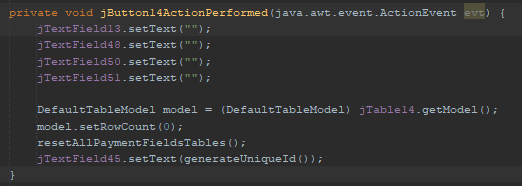 private void jButton14ActionPerformed(java.awt.event.ActionEvent evt) {
jTextField13.setText("");
jTextField48.setText("");
jTextField50.setText("");
jTextField51.setText("");
DefaultTableModel model = (DefaultTableModel) jTable14.getModel();
model.setRowCount(0);
resetAllPaymentFieldsTables();
jTextField45.setText(generateUniqueId());
}